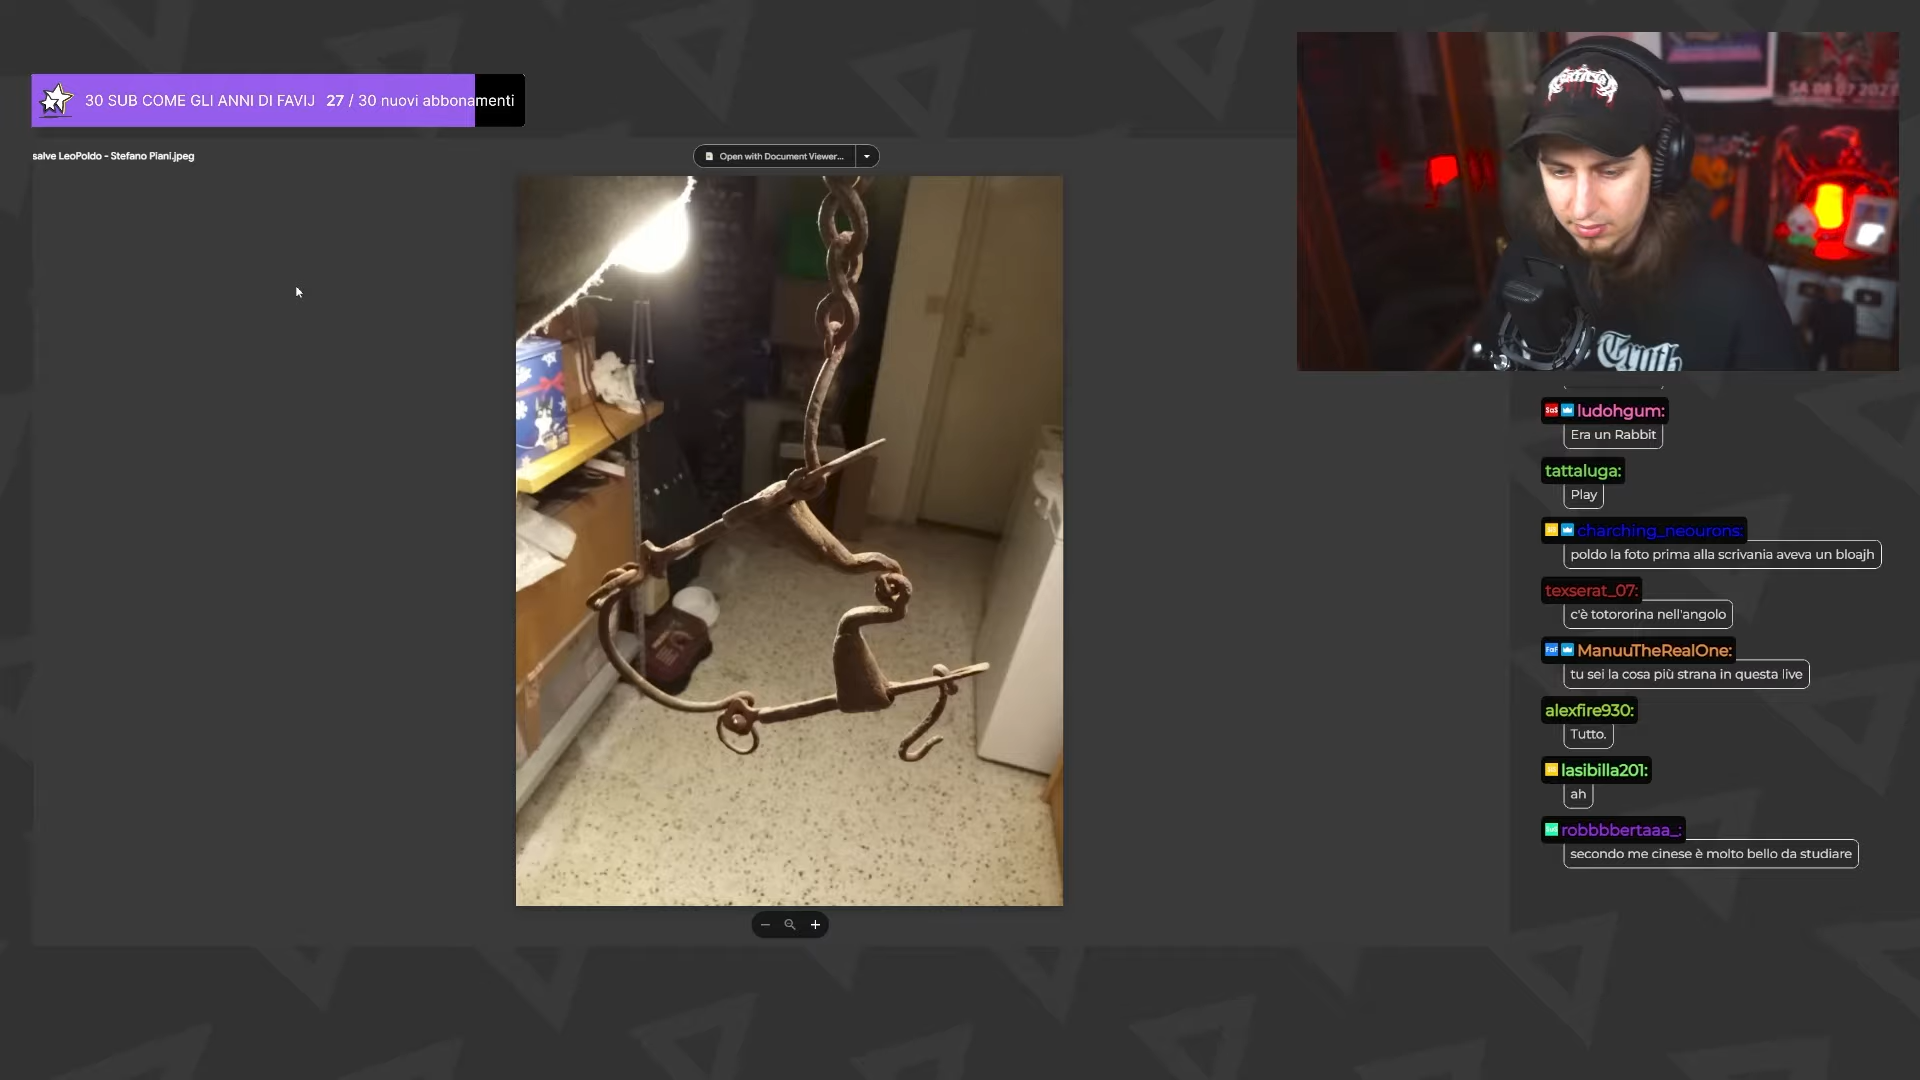 30 SUB COME GLI ANNI DI FAVIJ 27 / 30 nuovi abbonamenti
salve LeoPoldo - Stefano Piani.jpeg
Open with Document Viewer...
ludohgum:
Era un Rabbit
tattaluga:
Play
charching_neourons:
poldo la foto prima alla scrivania aveva un bloajh
texserat_07:
c'è totororina nell'angolo
ManuuTheRealOne:
tu sei la cosa più strana in questa live
alexfire930:
Tutto.
lasibilla201:
ah
robbbbertaaa_:
secondo me cinese è molto bello da studiare